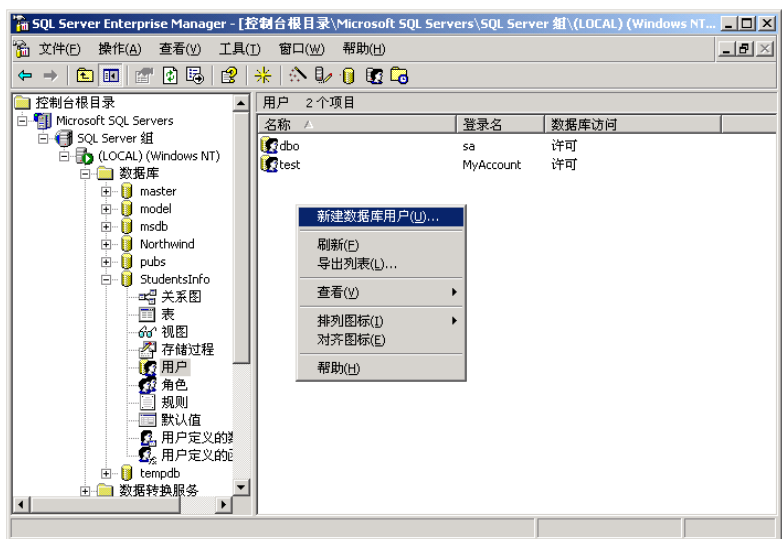 SQL Server Enterprise Manager - [控制台根目录\Microsoft SQL Servers\SQL Server 组\(LOCAL) (Windows NT...
文件(F) 操作(A) 查看(V) 工具(T) 窗口(W) 帮助(H)
控制台根目录
Microsoft SQL Servers
SQL Server 组
(LOCAL) (Windows NT)
数据库
master
model
msdb
Northwind
pubs
StudentsInfo
关系图
表
视图
存储过程
用户
角色
规则
默认值
用户定义的
用户定义的
tempdb
数据转换服务
用户 2个项目
名称 登录名 数据库访问
dbo sa 许可
test MyAccount 许可
新建数据库用户(U)...
刷新(F)
导出列表(L)...
查看(V)
排列图标(I)
对齐图标(E)
帮助(H)